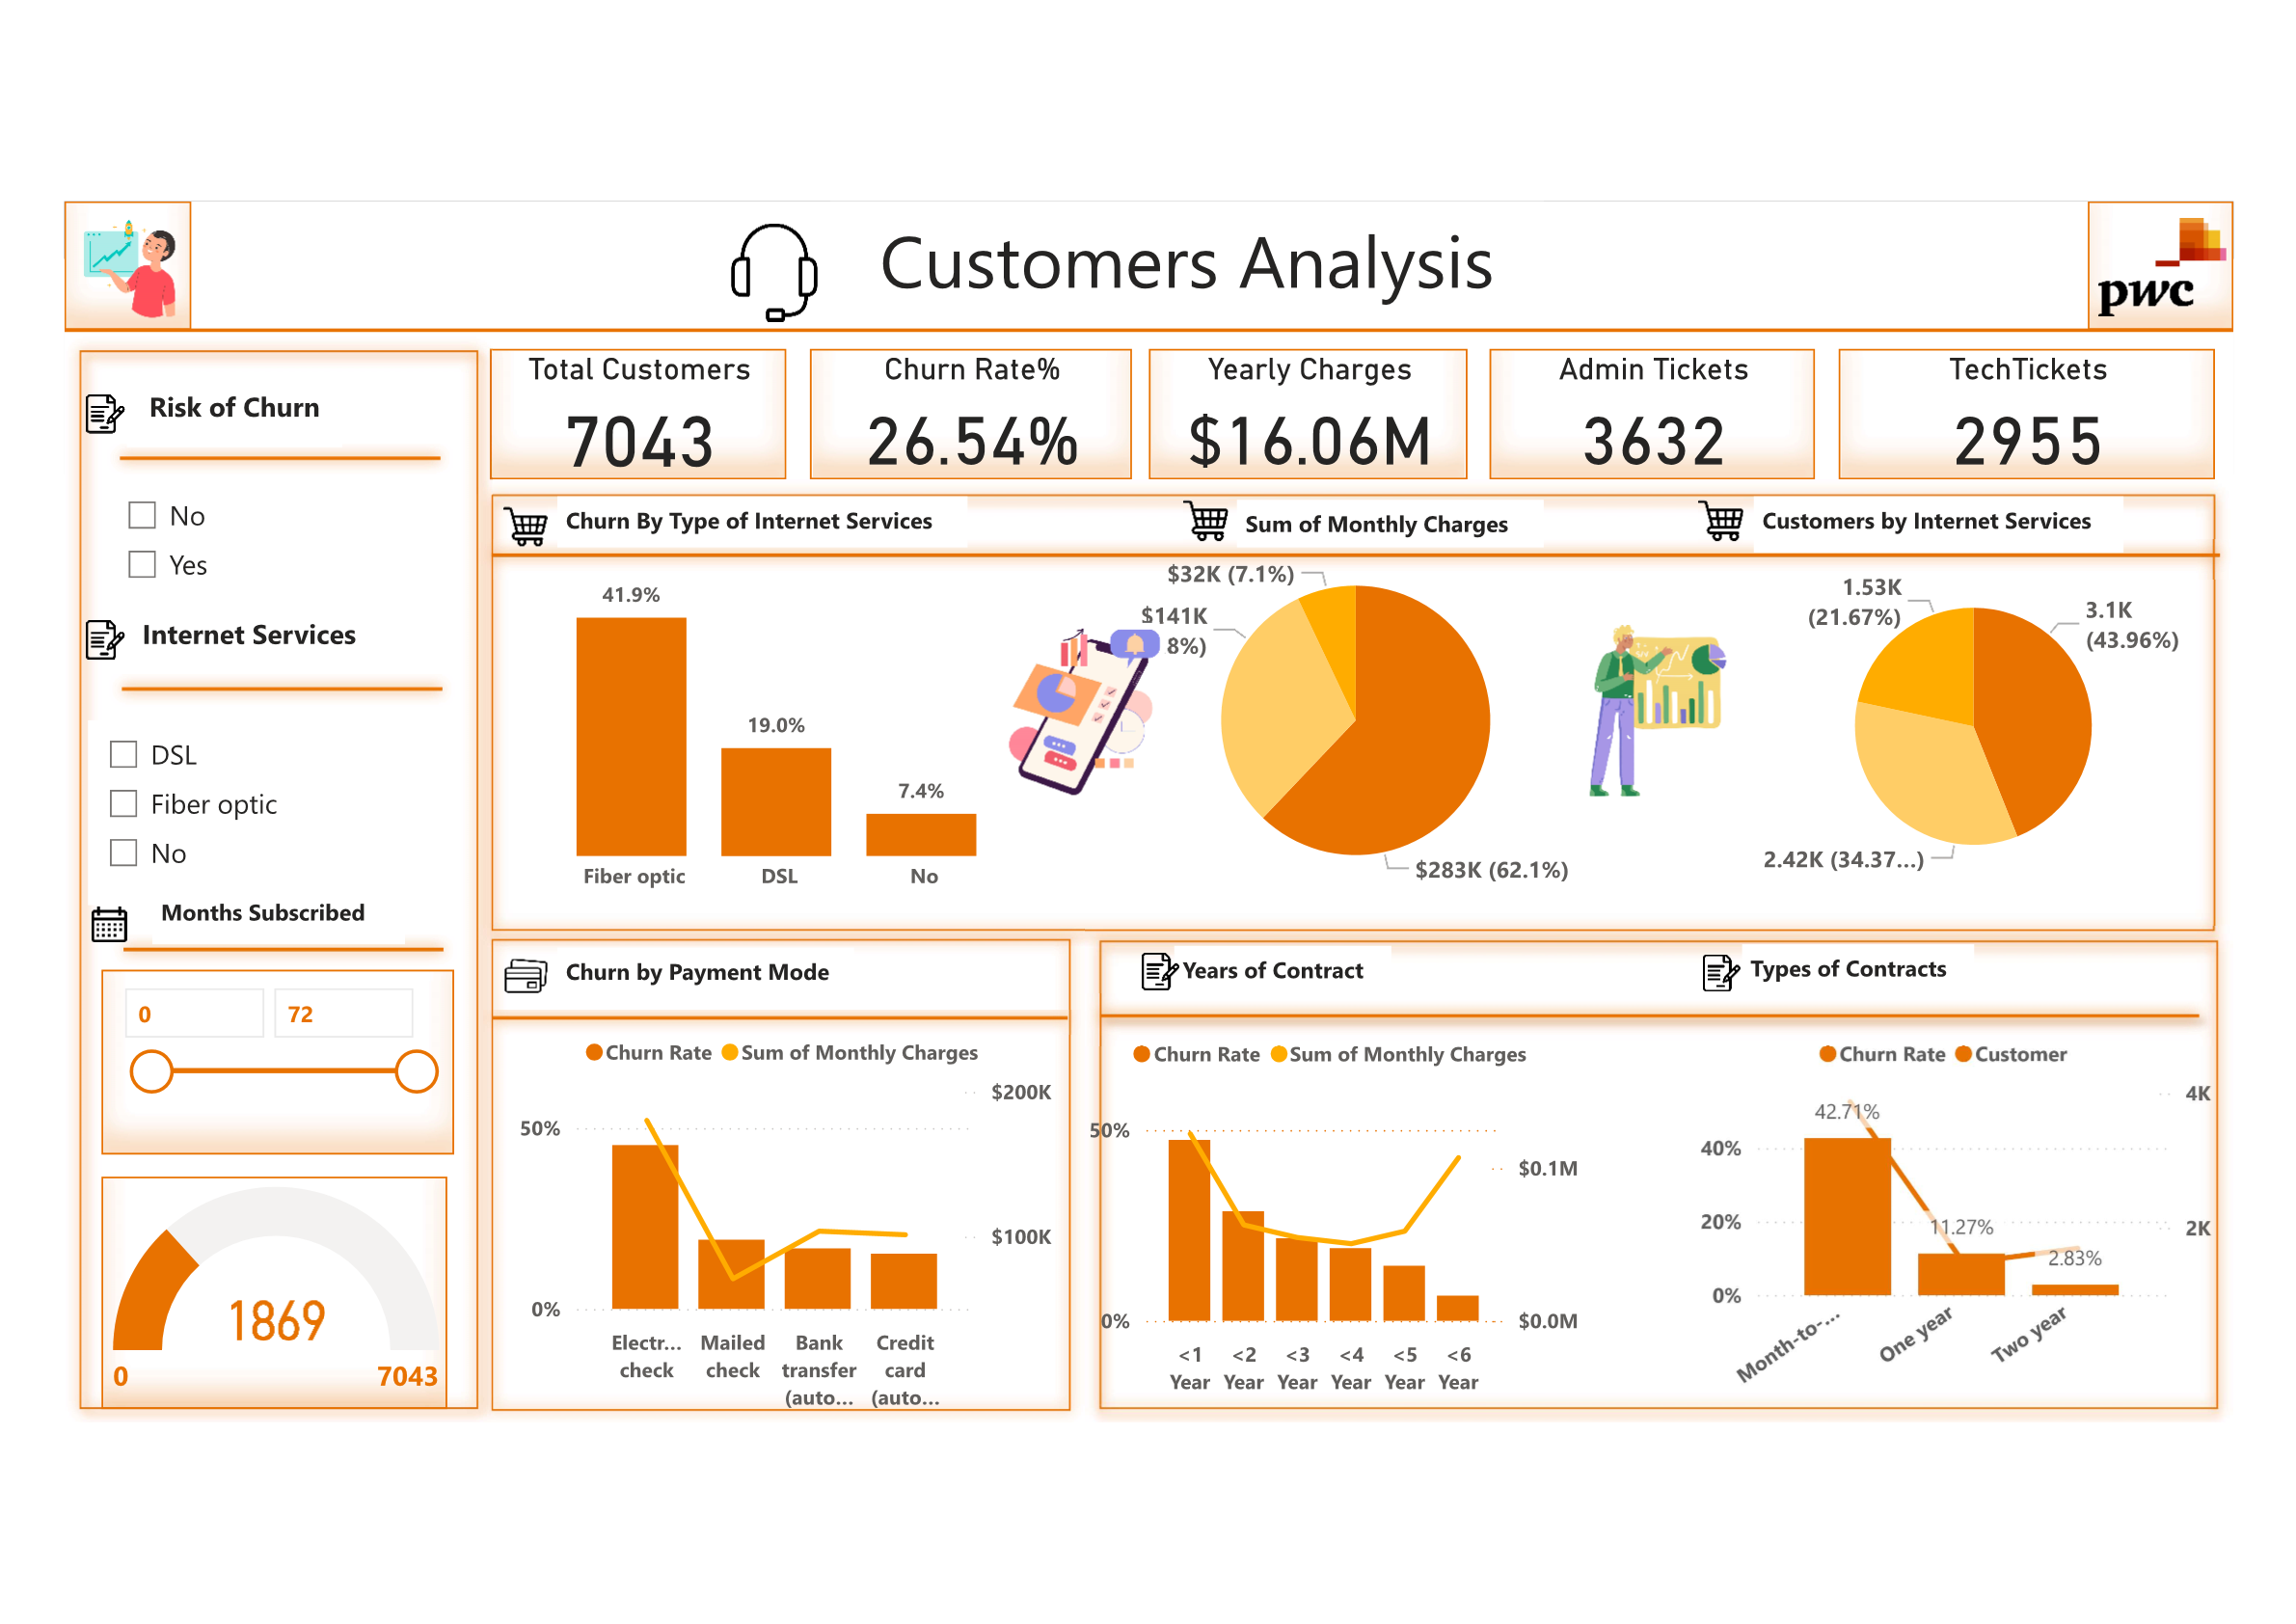 Customers Analysis
pwc
Risk of Churn
No
Yes
Internet Services
DSL
Fiber optic
No
Months Subscribed
0
72
1869
0
7043
Total Customers
7043
Churn Rate%
26.54%
Yearly Charges
$16.06M
Admin Tickets
3632
TechTickets
2955
Churn By Type of Internet Services
41.9%
19.0%
7.4%
Fiber optic
DSL
No
Sum of Monthly Charges
$32K (7.1%)
$141K
8%)
$283K (62.1%)
Customers by Internet Services
1.53K
(21.67%)
3.1K
(43.96%)
2.42K (34.37...)
Churn by Payment Mode
Churn Rate
Sum of Monthly Charges
$200K
50%
$100K
0%
Electr...
check
Mailed
check
Bank
transfer
(auto...
Credit
card
(auto...
Years of Contract
Churn Rate
Sum of Monthly Charges
50%
$0.1M
0%
$0.0M
<1
Year
<2
Year
<3
Year
<4
Year
<5
Year
<6
Year
Types of Contracts
Churn Rate
Customer
4K
42.71%
40%
20%
11.27%
2K
2.83%
0%
Month-to-...
One year
Two year